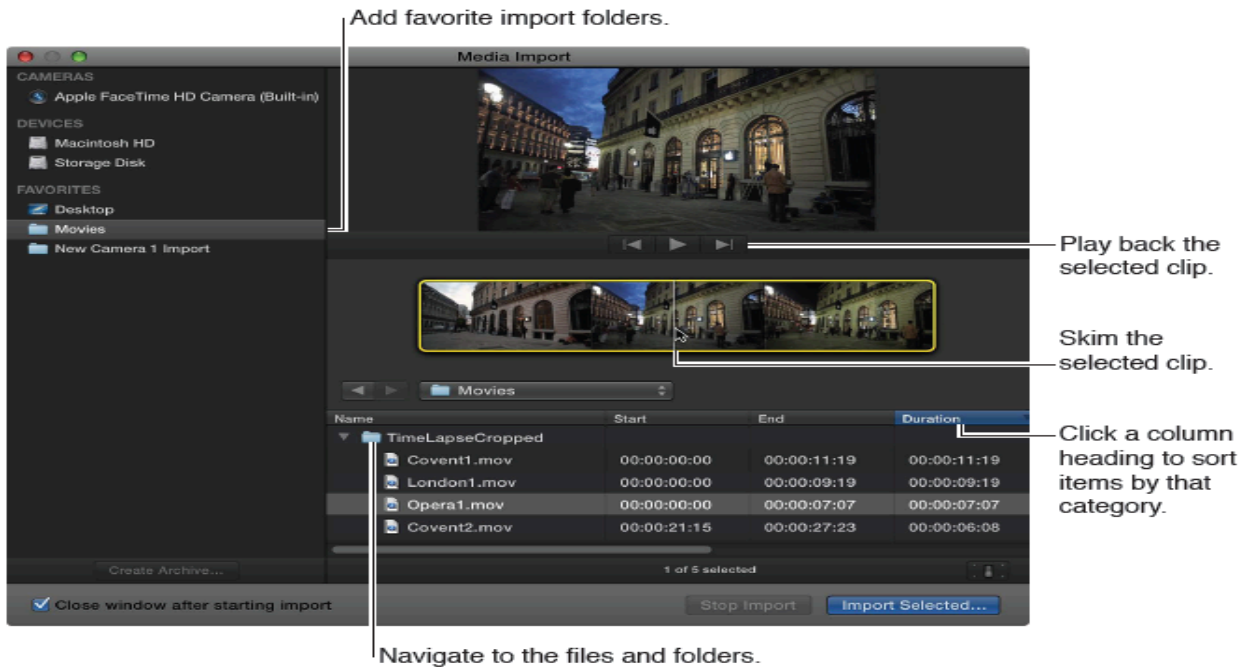 Add favorite import folders.
Media Import
CAMERAS
Apple FaceTime HD Camera (Built-in)
DEVICES
Macintosh HD
Storage Disk
FAVORITES
Desktop
Movies
New Camera 1 Import
Play back the
selected clip.
Skim the
selected clip.
Movies
Name Start End Duration
TimeLapseCropped
Covent1.mov 00:00:00:00 00:00:11:19 00:00:11:19
London1.mov 00:00:00:00 00:00:09:19 00:00:09:19
Opera1.mov 00:00:00:00 00:00:07:07 00:00:07:07
Covent2.mov 00:00:21:15 00:00:27:23 00:00:06:08
Click a column
heading to sort
items by that
category.
Create Archive...
1 of 5 selected
Close window after starting import
Stop Import
Import Selected...
Navigate to the files and folders.